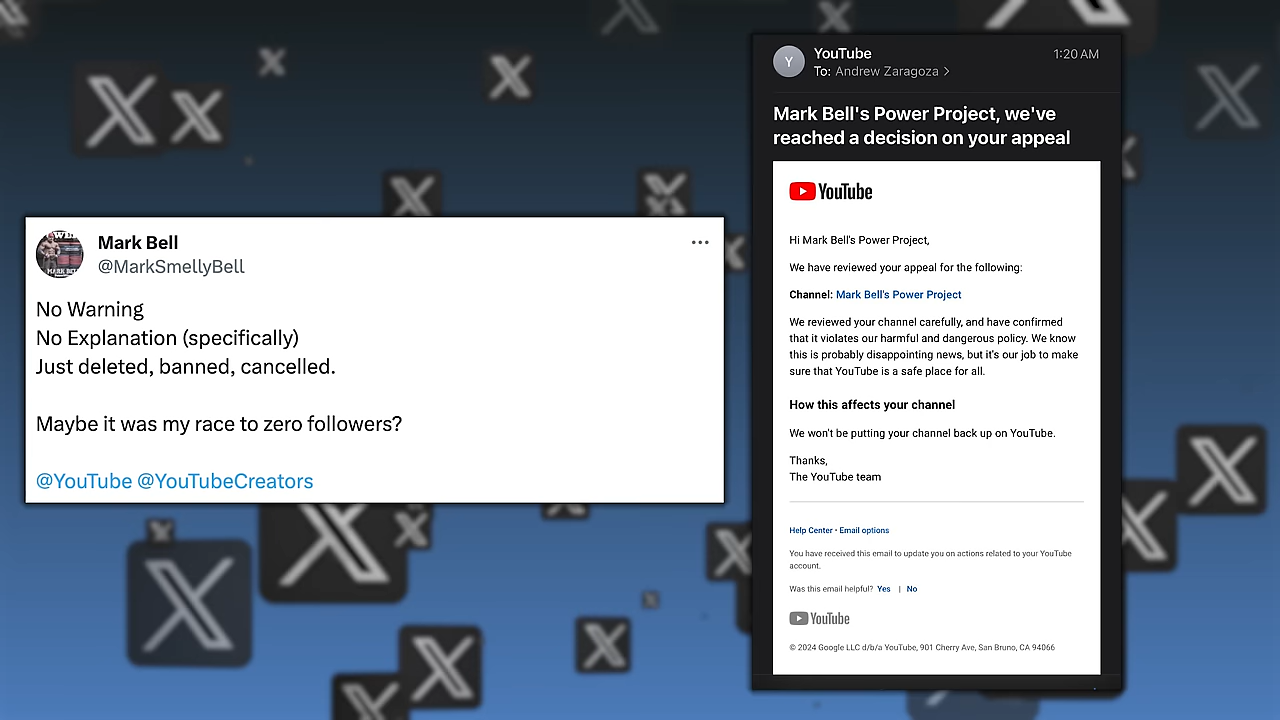 Mark Bell
@MarkSmellyBell
No Warning
No Explanation (specifically)
Just deleted, banned, cancelled.
Maybe it was my race to zero followers?
@YouTube @YouTubeCreators
Y
YouTube
1:20 AM
To: Andrew Zaragoza
Mark Bell's Power Project, we've
reached a decision on your appeal
YouTube
Hi Mark Bell's Power Project,
We have reviewed your appeal for the following:
Channel: Mark Bell's Power Project
We reviewed your channel carefully, and have confirmed
that it violates our harmful and dangerous policy. We know
this is probably disappointing news, but it's our job to make
sure that YouTube is a safe place for all.
How this affects your channel
We won't be putting your channel back up on YouTube.
Thanks,
The YouTube team
Help Center • Email options
You have received this email to update you on actions related to your YouTube
account.
Was this email helpful? Yes | No
YouTube
© 2024 Google LLC d/b/a YouTube, 901 Cherry Ave, San Bruno, CA 94066